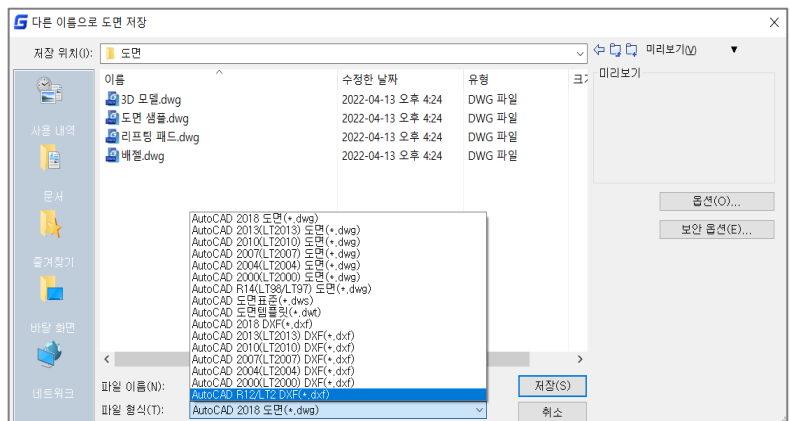 다른 이름으로 도면 저장
저장 위치(I): 도면 미리보기(V)
이름 수정한 날짜 유형 크기
3D 모델.dwg 2022-04-13 오후 4:24 DWG 파일
도면 샘플.dwg 2022-04-13 오후 4:24 DWG 파일
리프팅 패드.dwg 2022-04-13 오후 4:24 DWG 파일
배젤.dwg 2022-04-13 오후 4:24 DWG 파일
미리보기
사용 내역
문서
즐겨찾기
바탕 화면
네트워크
옵션(O)...
보안 옵션(E)...
AutoCAD 2018 도면(*.dwg)
AutoCAD 2013(LT2013) 도면(*.dwg)
AutoCAD 2010(LT2010) 도면(*.dwg)
AutoCAD 2007(LT2007) 도면(*.dwg)
AutoCAD 2004(LT2004) 도면(*.dwg)
AutoCAD 2000(LT2000) 도면(*.dwg)
AutoCAD R14(LT98/LT97) 도면(*.dwg)
AutoCAD 도면표준(*.dws)
AutoCAD 도면템플릿(*.dwt)
AutoCAD 2018 DXF(*.dxf)
AutoCAD 2013(LT2013) DXF(*.dxf)
AutoCAD 2010(LT2010) DXF(*.dxf)
AutoCAD 2007(LT2007) DXF(*.dxf)
AutoCAD 2004(LT2004) DXF(*.dxf)
AutoCAD 2000(LT2000) DXF(*.dxf)
AutoCAD R12/LT2 DXF(*.dxf)
파일 이름(N): 저장(S)
파일 형식(T): AutoCAD 2018 도면(*.dwg) 취소